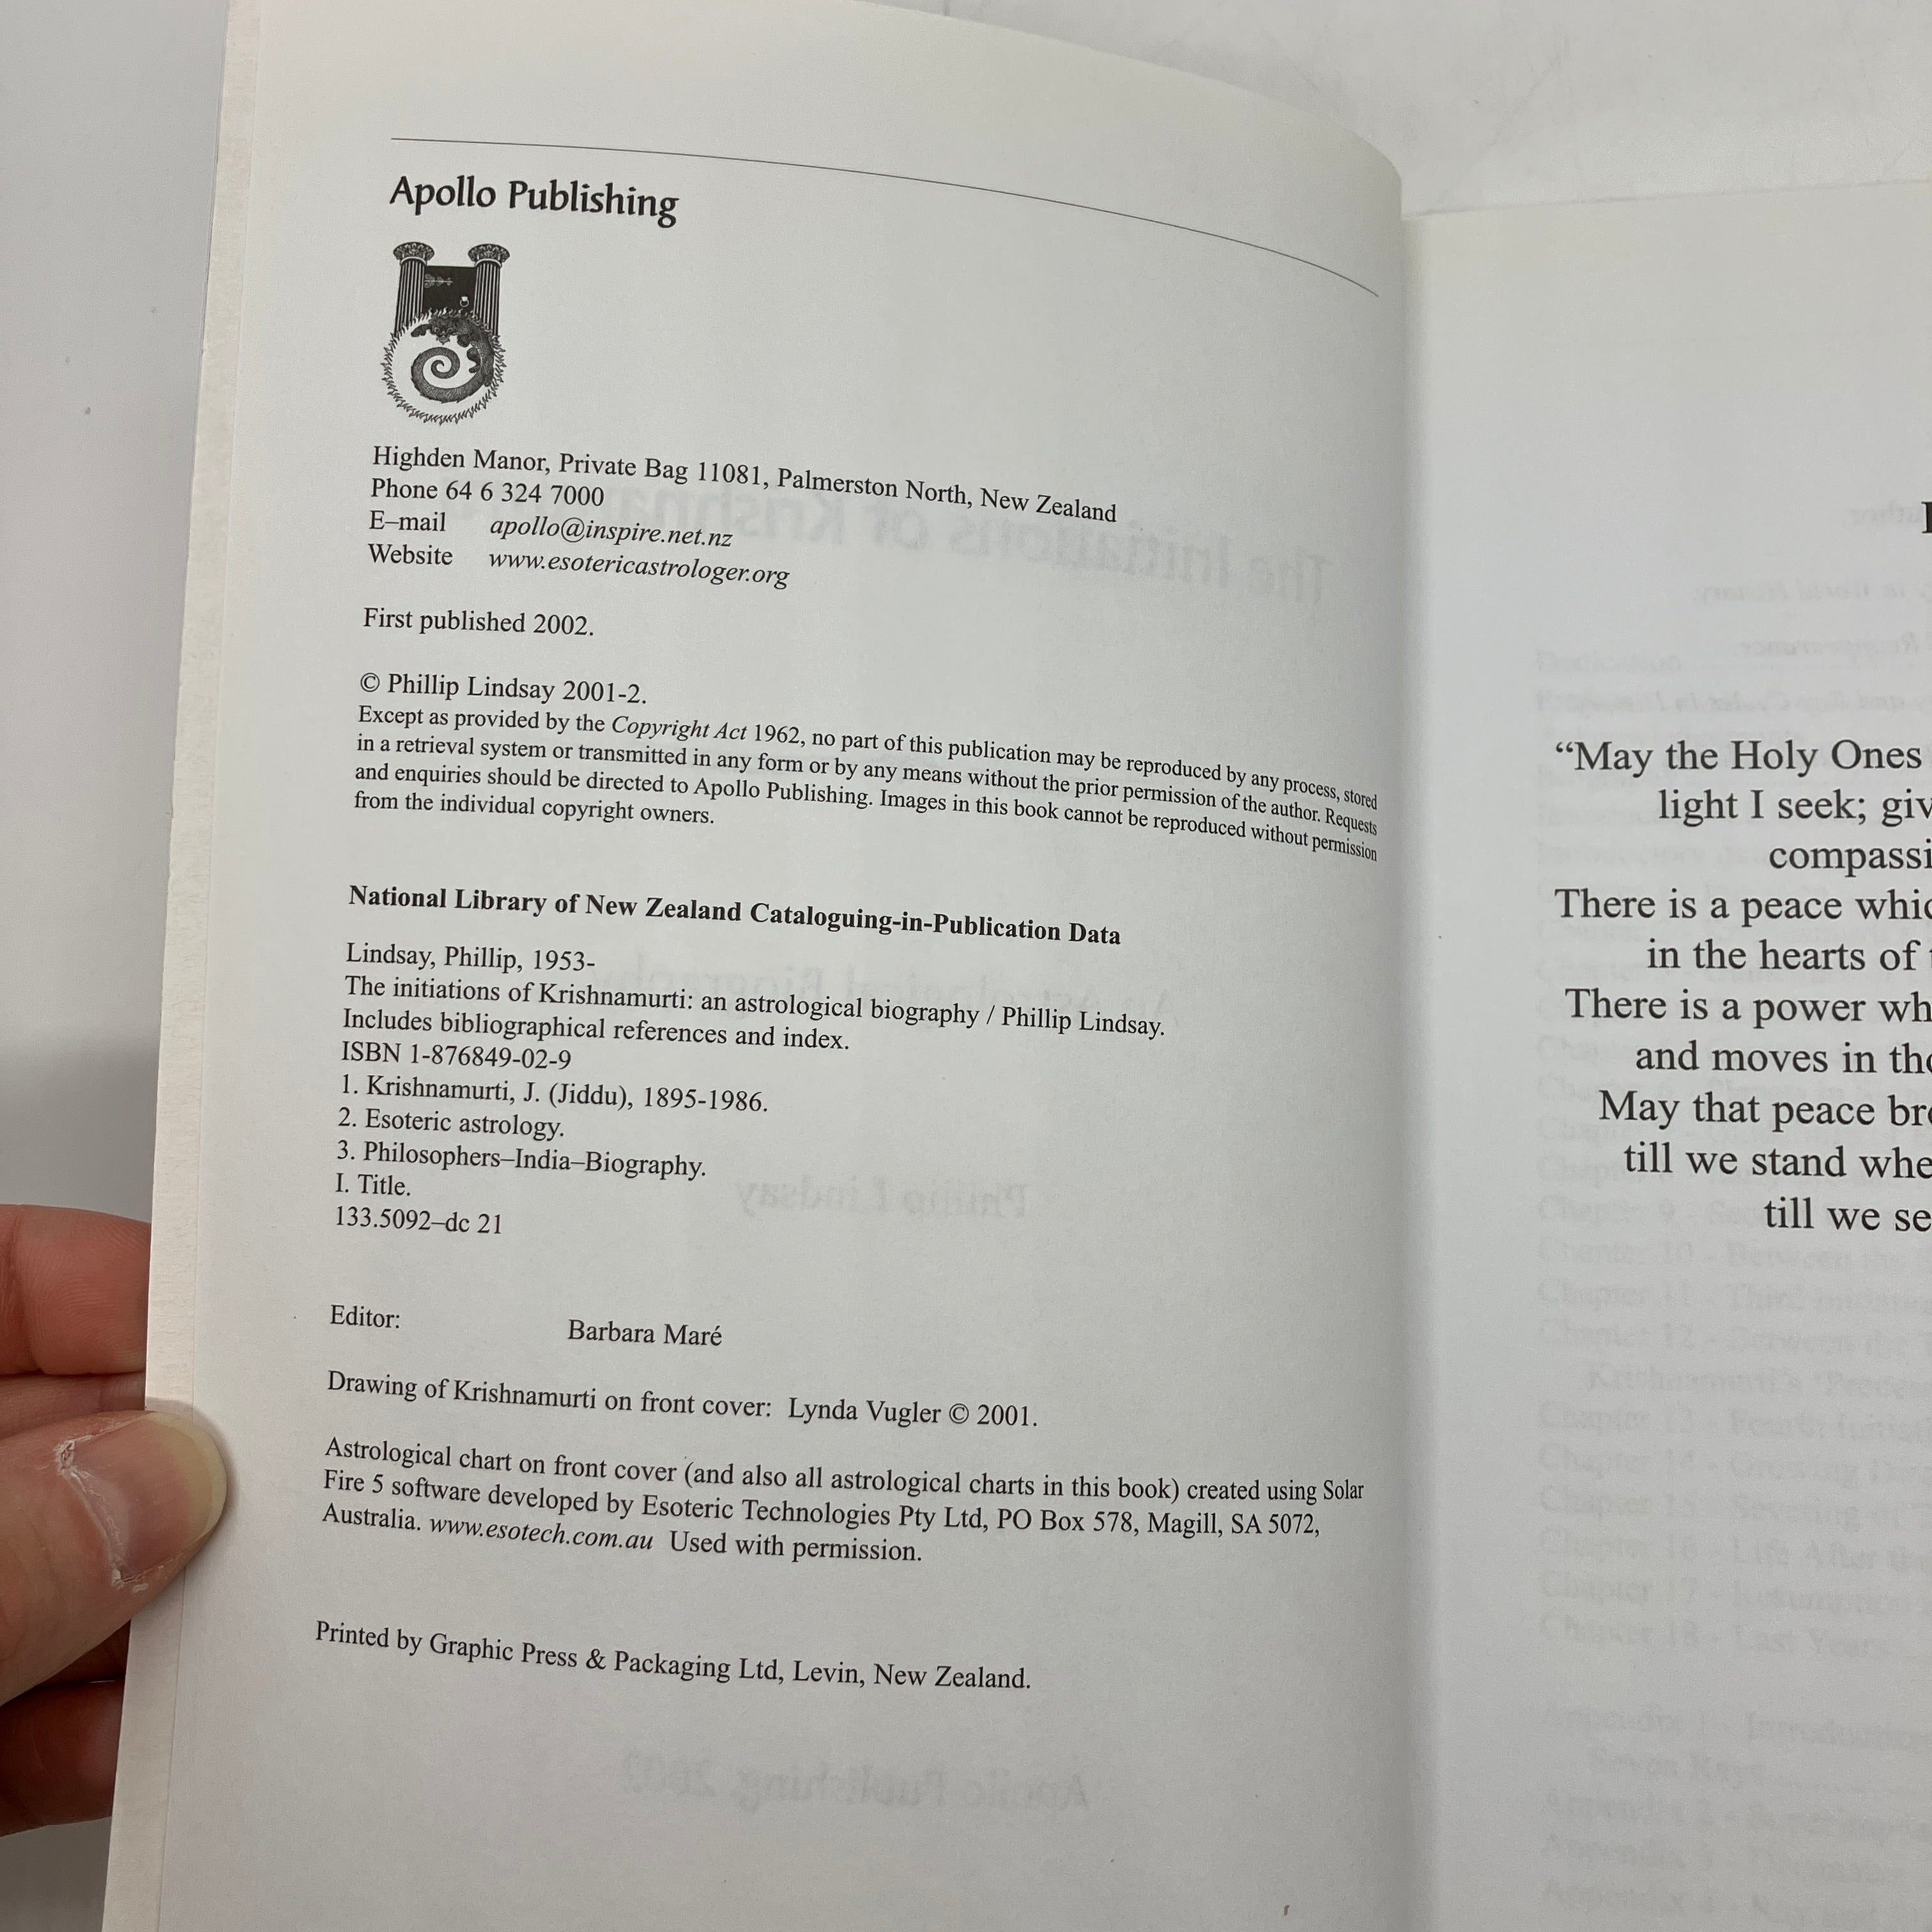 Apollo Publishing
Highden Manor, Private Bag 11081, Palmerston North, New Zealand
Phone 64 6 324 7000
E–mail apollo@inspire.net.nz
Website www.esotericastrologer.org
First published 2002.
© Phillip Lindsay 2001-2.
Except as provided by the Copyright Act 1962, no part of this publication may be reproduced by any process, stored
in a retrieval system or transmitted in any form or by any means without the prior permission of the author. Requests
and enquiries should be directed to Apollo Publishing. Images in this book cannot be reproduced without permission
from the individual copyright owners.
National Library of New Zealand Cataloguing-in-Publication Data
Lindsay, Phillip, 1953-
The initiations of Krishnamurti: an astrological biography / Phillip Lindsay.
Includes bibliographical references and index.
ISBN 1-876849-02-9
1. Krishnamurti, J. (Jiddu), 1895-1986.
2. Esoteric astrology.
3. Philosophers–India–Biography.
I. Title.
133.5092–dc 21
Editor: Barbara Maré
Drawing of Krishnamurti on front cover: Lynda Vugler © 2001.
Astrological chart on front cover (and also all astrological charts in this book) created using Solar
Fire 5 software developed by Esoteric Technologies Pty Ltd, PO Box 578, Magill, SA 5072,
Australia. www.esotech.com.au Used with permission.
Printed by Graphic Press & Packaging Ltd, Levin, New Zealand.
“May the Holy Ones
light I seek; giv
compassi
There is a peace whic
in the hearts of
There is a power wh
and moves in the
May that peace bro
till we stand whe
till we se